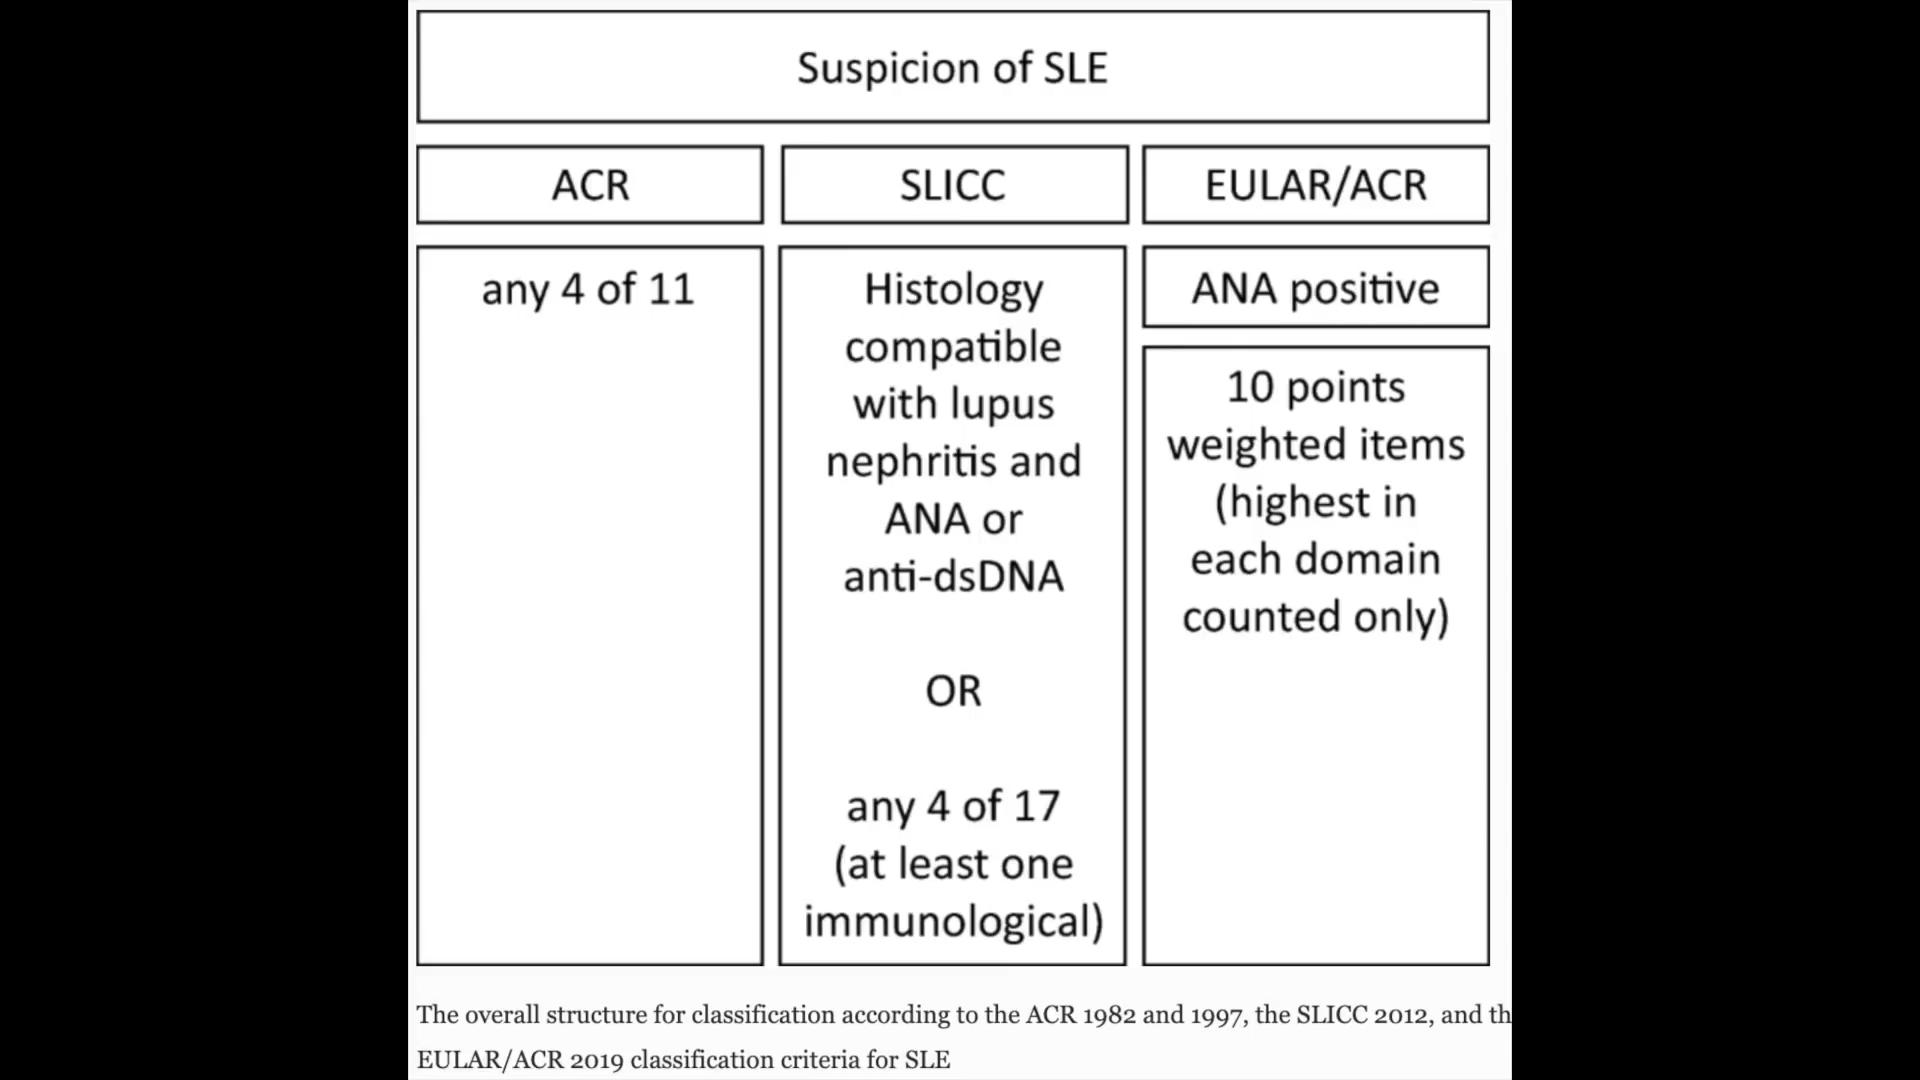 Suspicion of SLE
ACR
SLICC
EULAR/ACR
any 4 of 11
Histology
compatible
with lupus
nephritis and
ANA or
anti-dsDNA
OR
any 4 of 17
(at least one
immunological)
ANA positive
10 points
weighted items
(highest in
each domain
counted only)
The overall structure for classification according to the ACR 1982 and 1997, the SLICC 2012, and th
EULAR/ACR 2019 classification criteria for SLE